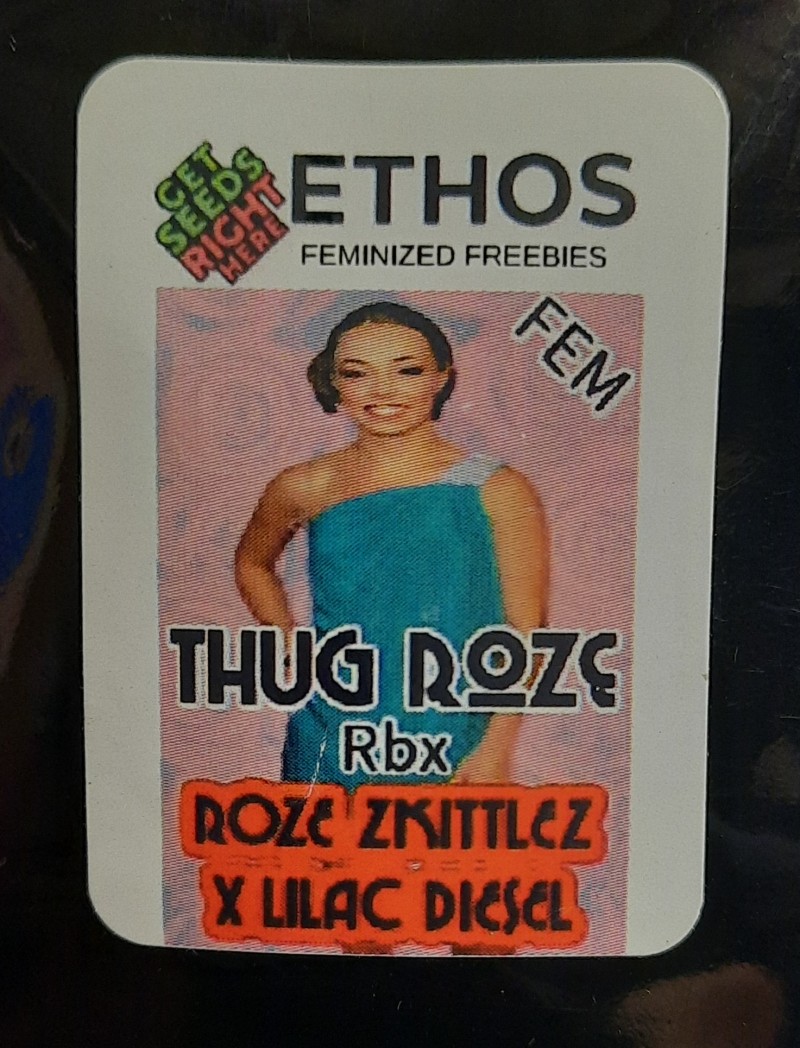 GET
SEEDS
RIGHT
HERE
ETHOS
FEMINIZED FREEBIES
FEM
THUG ROZE
Rbx
ROZE ZKITTLEZ
X LILAC DIESEL